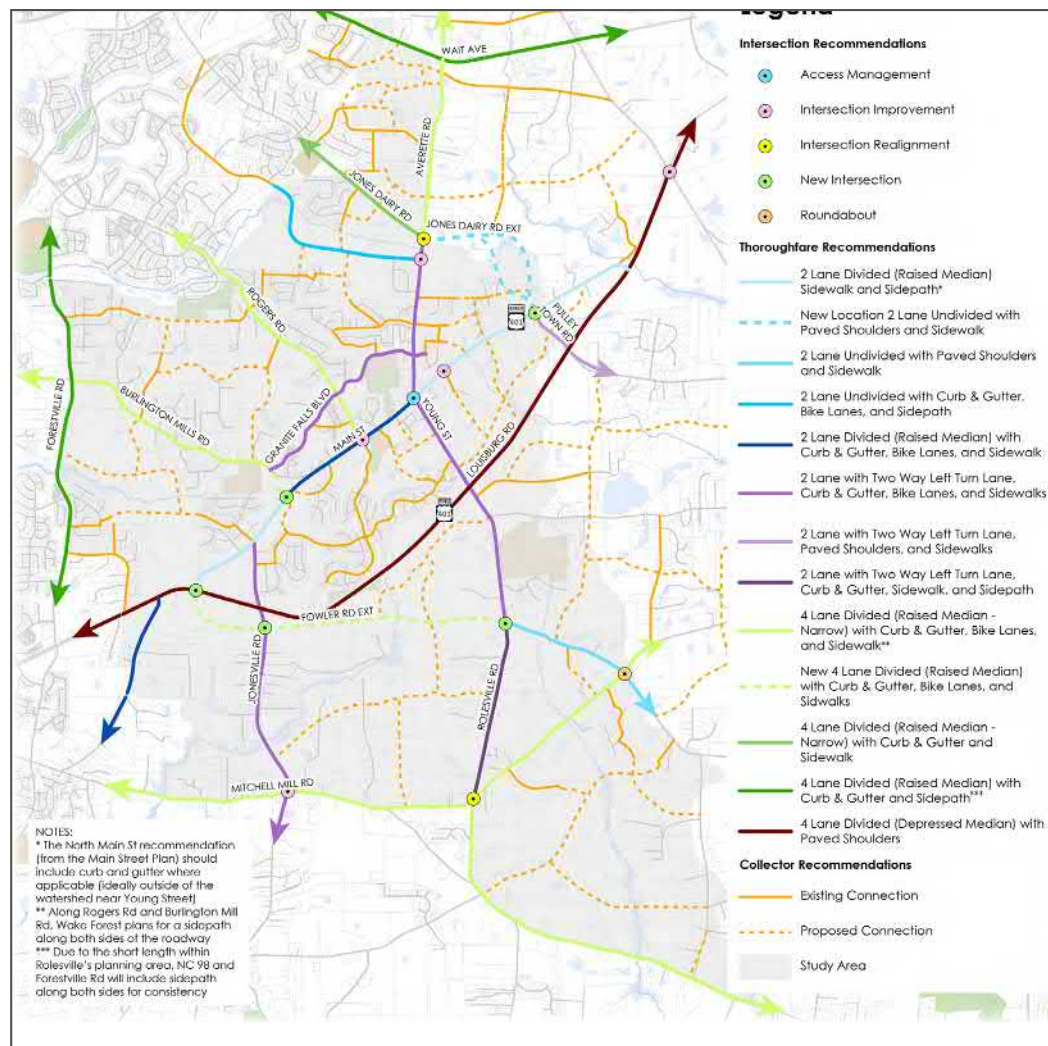 Legend
Intersection Recommendations
Access Management
Intersection Improvement
Intersection Realignment
New Intersection
Roundabout
Thoroughfare Recommendations
2 Lane Divided (Raised Median)
Sidewalk and Sidepath*
New Location 2 Lane Undivided with
Paved Shoulders and Sidewalk
2 Lane Undivided with Paved Shoulders
and Sidewalk
2 Lane Undivided with Curb & Gutter,
Bike Lanes, and Sidepath
2 Lane Divided (Raised Median) with
Curb & Gutter, Bike Lanes, and Sidewalk
2 Lane with Two Way Left Turn Lane,
Curb & Gutter, Bike Lanes, and Sidewalks
2 Lane with Two Way Left Turn Lane,
Paved Shoulders, and Sidewalks
2 Lane with Two Way Left Turn Lane,
Curb & Gutter, Sidewalk, and Sidepath
4 Lane Divided (Raised Median -
Narrow) with Curb & Gutter, Bike Lanes,
and Sidewalk**
New 4 Lane Divided (Raised Median)
with Curb & Gutter, Bike Lanes, and
Sidwalks
4 Lane Divided (Raised Median -
Narrow) with Curb & Gutter and
Sidewalk
4 Lane Divided (Raised Median) with
Curb & Gutter and Sidepath***
4 Lane Divided (Depressed Median) with
Paved Shoulders
Collector Recommendations
Existing Connection
Proposed Connection
Study Area
WAIT AVE
AVERETTE RD
JONES DAIRY RD
JONES DAIRY RD EXT
ROGERS RD
401
PULLEY
TOWN RD
FORESTVILLE RD
BURLINGTON MILLS RD
GRANITE FALLS BLVD
MAIN ST
YOUNG ST
LOUISBURG RD
401
FOWLER RD EXT
JONESVILLE RD
ROLESVILLE RD
MITCHELL MILL RD
NOTES:
* The North Main St recommendation
(from the Main Street Plan) should
include curb and gutter where
applicable (ideally outside of the
watershed near Young Street)
** Along Rogers Rd and Burlington Mill
Rd, Wake Forest plans for a sidepath
along both sides of the roadway
*** Due to the short length within
Rolesville's planning area, NC 98 and
Forestville Rd will include sidepath
along both sides for consistency